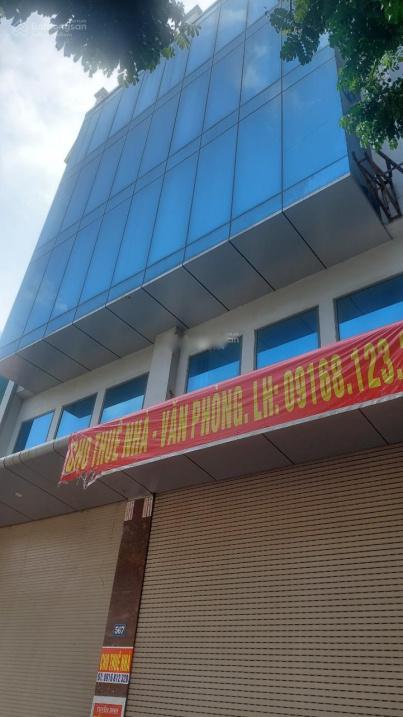 CHO THUÊ NHÀ - VĂN PHÒNG. LH: 09168.123.
567
CHO THUÊ NHÀ